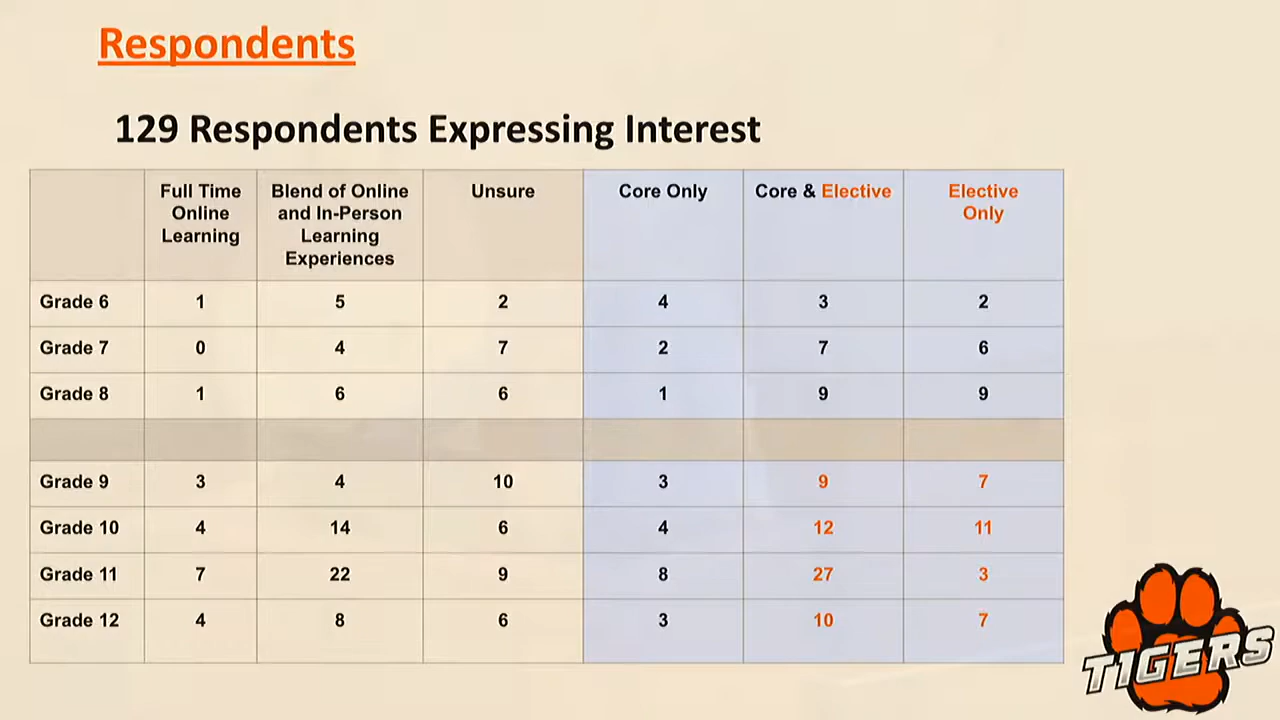 Respondents
129 Respondents Expressing Interest
Full Time Online Learning | Blend of Online and In-Person Learning Experiences | Unsure | Core Only | Core & Elective | Elective Only
Grade 6 1 5 2 4 3 2
Grade 7 0 4 7 2 7 6
Grade 8 1 6 6 1 9 9
Grade 9 3 4 10 3 9 7
Grade 10 4 14 6 4 12 11
Grade 11 7 22 9 8 27 3
Grade 12 4 8 6 3 10 7
TIGERS